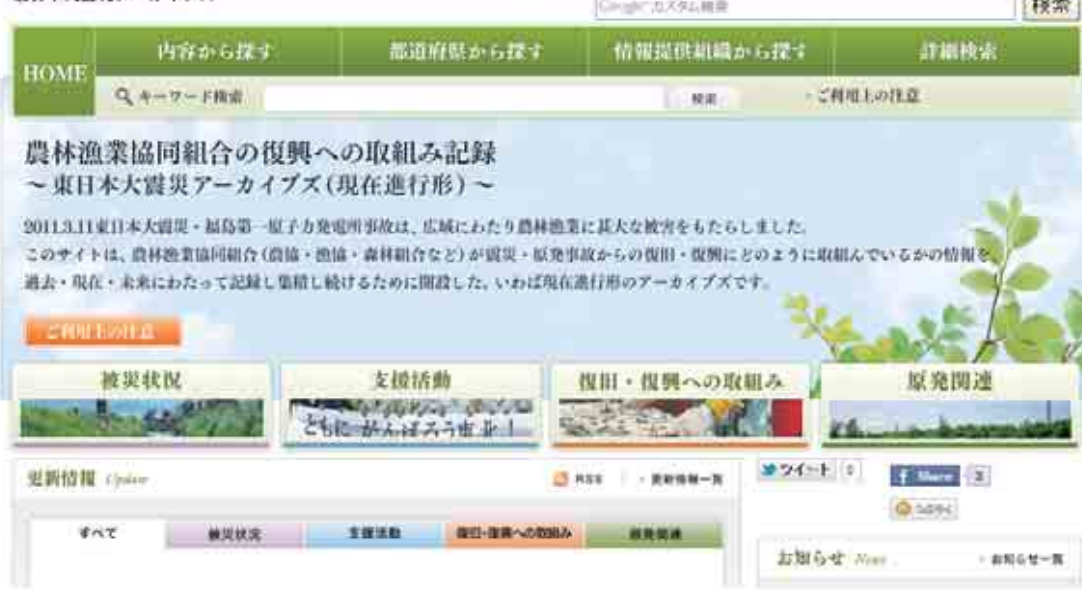 Google カスタム検索 検索
HOME 内容から探す 都道府県から探す 情報提供組織から探す 詳細検索
キーワード検索 検索 ご利用上の注意
農林漁業協同組合の復興への取組み記録
～東日本大震災アーカイブズ(現在進行形)～
2011.3.11東日本大震災・福島第一原子力発電所事故は、広域にわたり農林漁業に甚大な被害をもたらしました。
このサイトは、農林漁業協同組合(農協・漁協・森林組合など)が震災・原発事故からの復旧・復興にどのように取組んでいるかの情報を、
過去・現在・未来にわたって記録し集積し続けるために開設した、いわば現在進行形のアーカイブズです。
ご利用上の注意
被災状況 支援活動 復旧・復興への取組み 原発関連
ともに がんばろう東北!
更新情報 Update RSS 更新情報一覧 ツイート 0 Share 3
つぶやく
すべて 被災状況 支援活動 復旧・復興への取組み 原発関連
お知らせ News お知らせ一覧